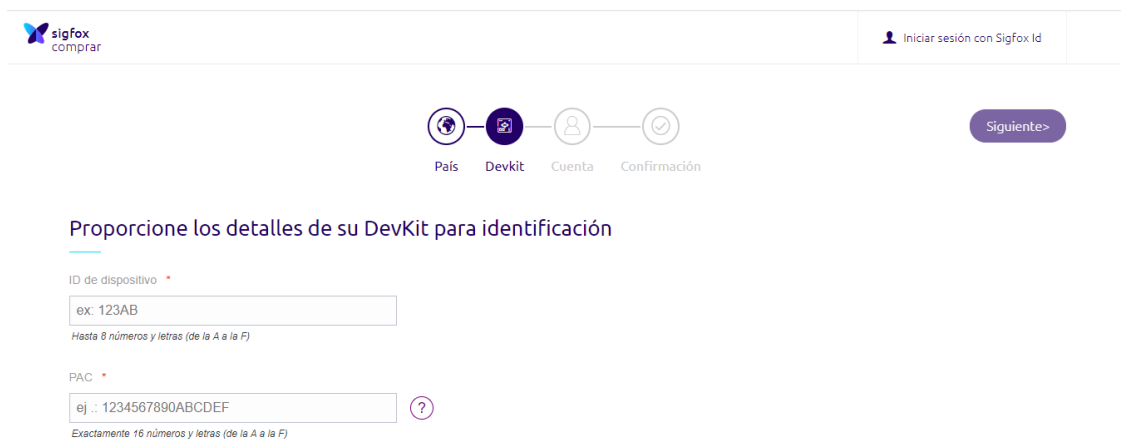 sigfox
comprar
Iniciar sesión con Sigfox Id
Siguiente>
País Devkit Cuenta Confirmación
Proporcione los detalles de su DevKit para identificación
ID de dispositivo *
ex: 123AB
Hasta 8 números y letras (de la A a la F)
PAC *
ej .: 1234567890ABCDEF
?
Exactamente 16 números y letras (de la A a la F)